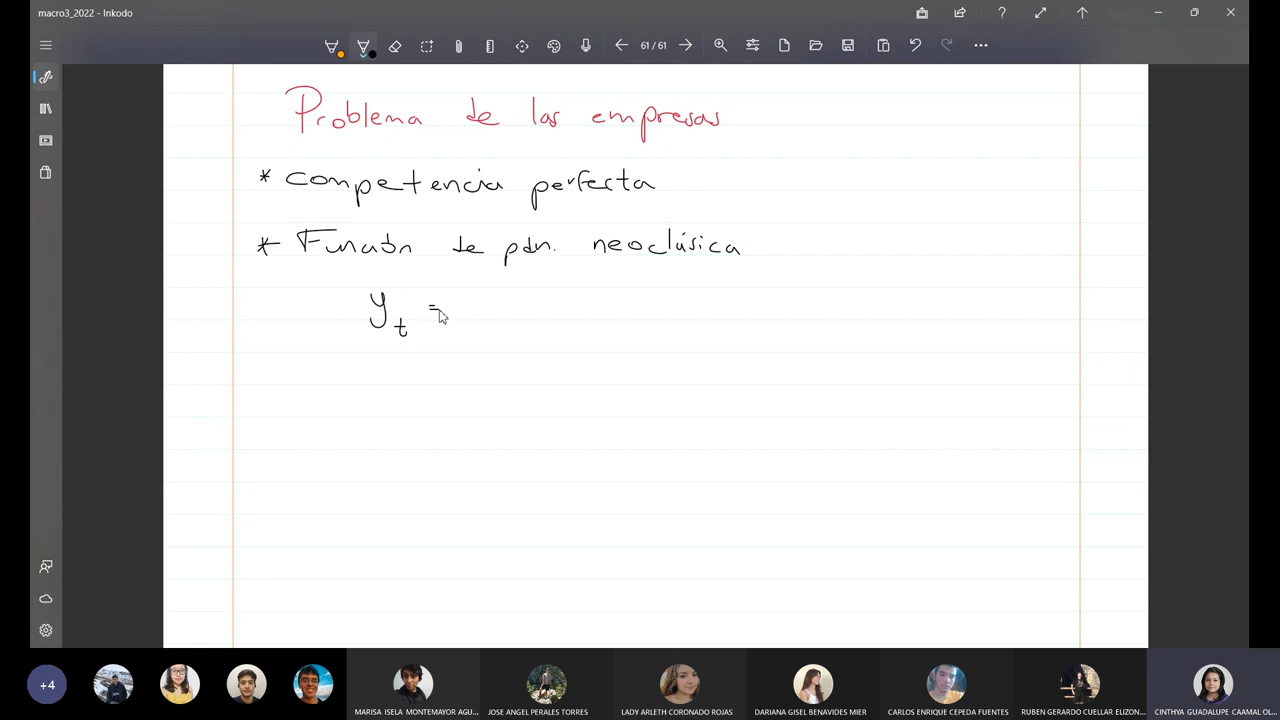 macro3_2022 - Inkodo
61 / 61
Problema de las empresas
* Competencia perfecta
* Función de pdn. neoclásica
y_t =
+4
MARISA ISELA MONTEMAYOR AGU...
JOSE ANGEL PERALES TORRES
LADY ARLETH CORONADO ROJAS
DARIANA GISEL BENAVIDES MIER
CARLOS ENRIQUE CEPEDA FUENTES
RUBEN GERARDO CUELLAR ELIZON...
CINTHYA GUADALUPE CAAMAL OL...